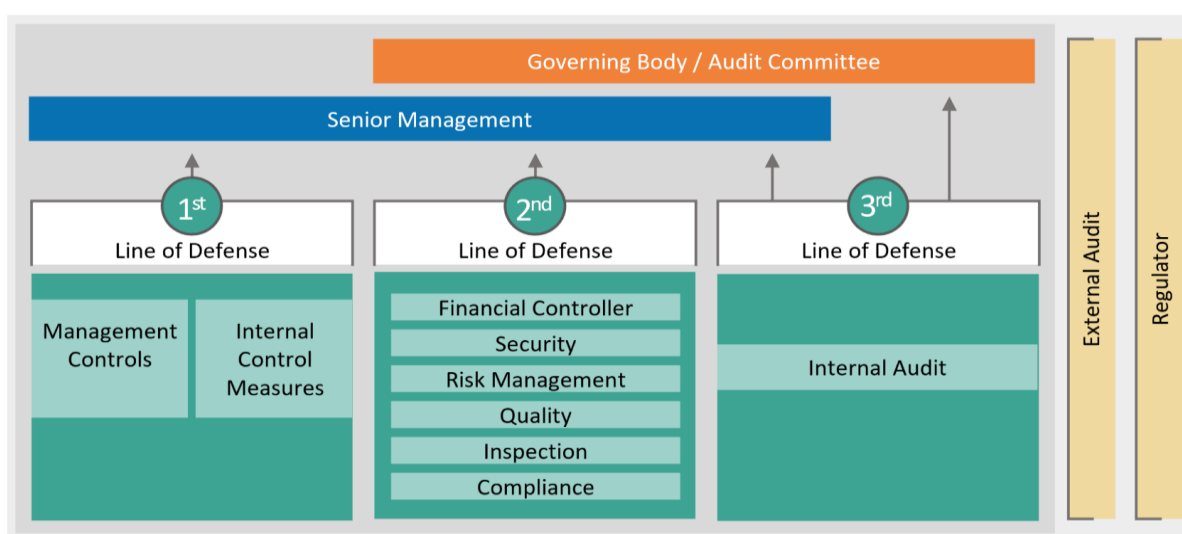 Governing Body / Audit Committee
Senior Management
1st
Line of Defense
2nd
Line of Defense
3rd
Line of Defense
Management
Controls
Internal
Control
Measures
Financial Controller
Security
Risk Management
Quality
Inspection
Compliance
Internal Audit
External Audit
Regulator